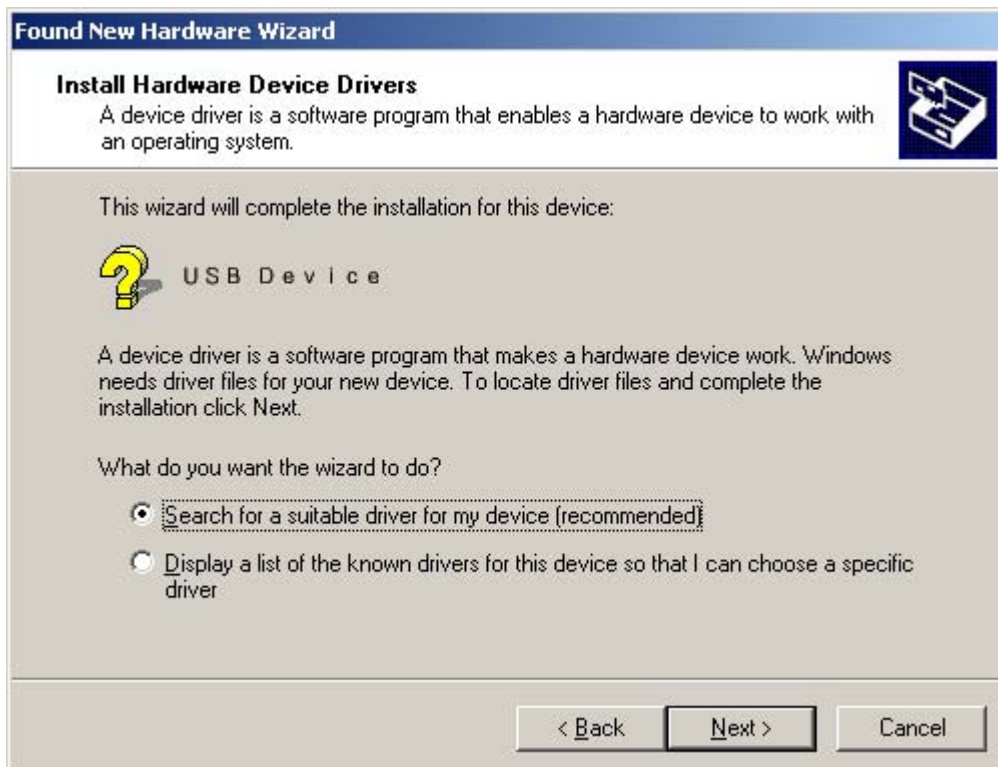 Found New Hardware Wizard
Install Hardware Device Drivers
A device driver is a software program that enables a hardware device to work with
an operating system.
This wizard will complete the installation for this device:
USB Device
A device driver is a software program that makes a hardware device work. Windows
needs driver files for your new device. To locate driver files and complete the
installation click Next.
What do you want the wizard to do?
Search for a suitable driver for my device (recommended)
Display a list of the known drivers for this device so that I can choose a specific
driver
< Back Next > Cancel